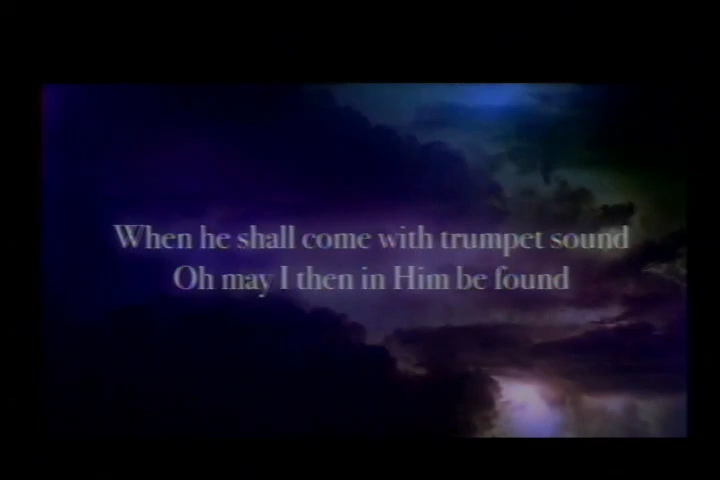 When he shall come with trumpet sound
Oh may I then in Him be found